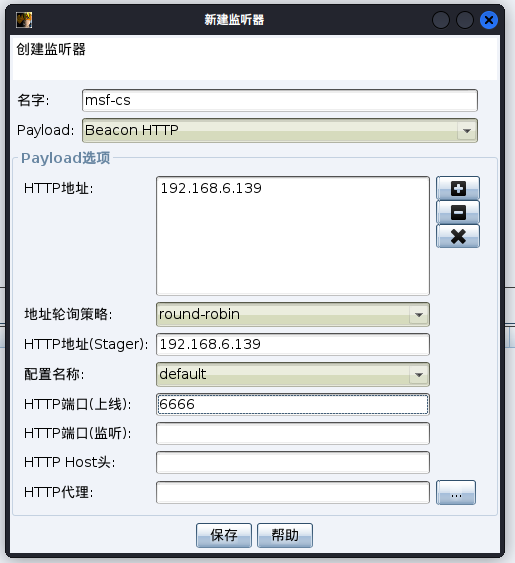 新建监听器
创建监听器
名字: msf-cs
Payload: Beacon HTTP
Payload选项
HTTP地址: 192.168.6.139
地址轮询策略: round-robin
HTTP地址(Stager): 192.168.6.139
配置名称: default
HTTP端口(上线): 6666
HTTP端口(监听):
HTTP Host头:
HTTP代理: ...
保存 帮助